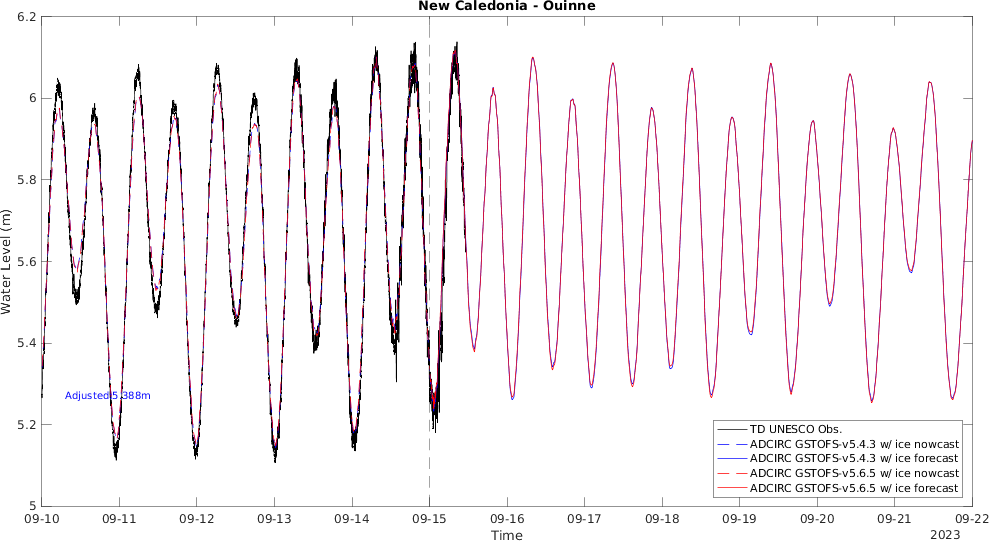 New Caledonia - Ouinne
6.2
6
5.8
5.6
5.4
5.2
5
Water Level (m)
Adjusted 5.388m
TD UNESCO Obs.
ADCIRC GSTOFS-v5.4.3 w/ ice nowcast
ADCIRC GSTOFS-v5.4.3 w/ ice forecast
ADCIRC GSTOFS-v5.6.5 w/ ice nowcast
ADCIRC GSTOFS-v5.6.5 w/ ice forecast
09-10 09-11 09-12 09-13 09-14 09-15 09-16 09-17 09-18 09-19 09-20 09-21 09-22
Time
2023